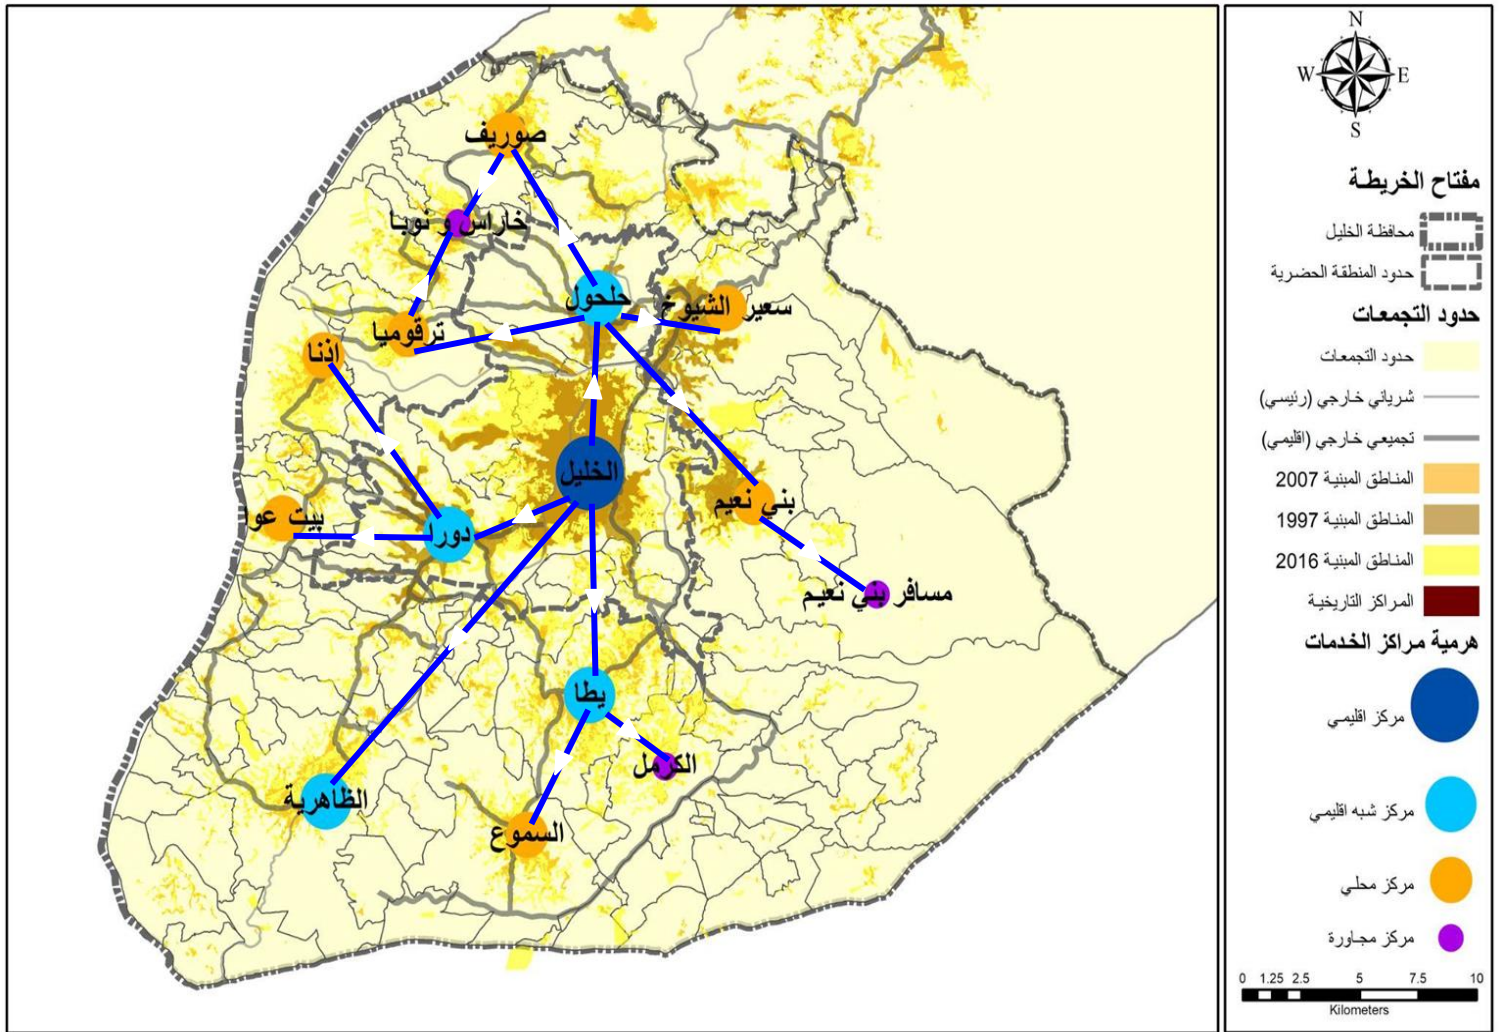 صوريف
خاراس و نوبا
حلحول
سعير الشيوخ
ترقوميا
اذنا
الخليل
بني نعيم
بيت عوا
دورا
مسافر بني نعيم
يطا
الكرمل
الظاهرية
السموع
N
W E
S
مفتاح الخريطة
محافظة الخليل
حدود المنطقة الحضرية
حدود التجمعات
حدود التجمعات
شرياني خارجي (رئيسي)
تجميعي خارجي (اقليمي)
المناطق المبنية 2007
المناطق المبنية 1997
المناطق المبنية 2016
المراكز التاريخية
هرمية مراكز الخدمات
مركز اقليمي
مركز شبه اقليمي
مركز محلي
مركز مجاورة
0 1.25 2.5 5 7.5 10
Kilometers